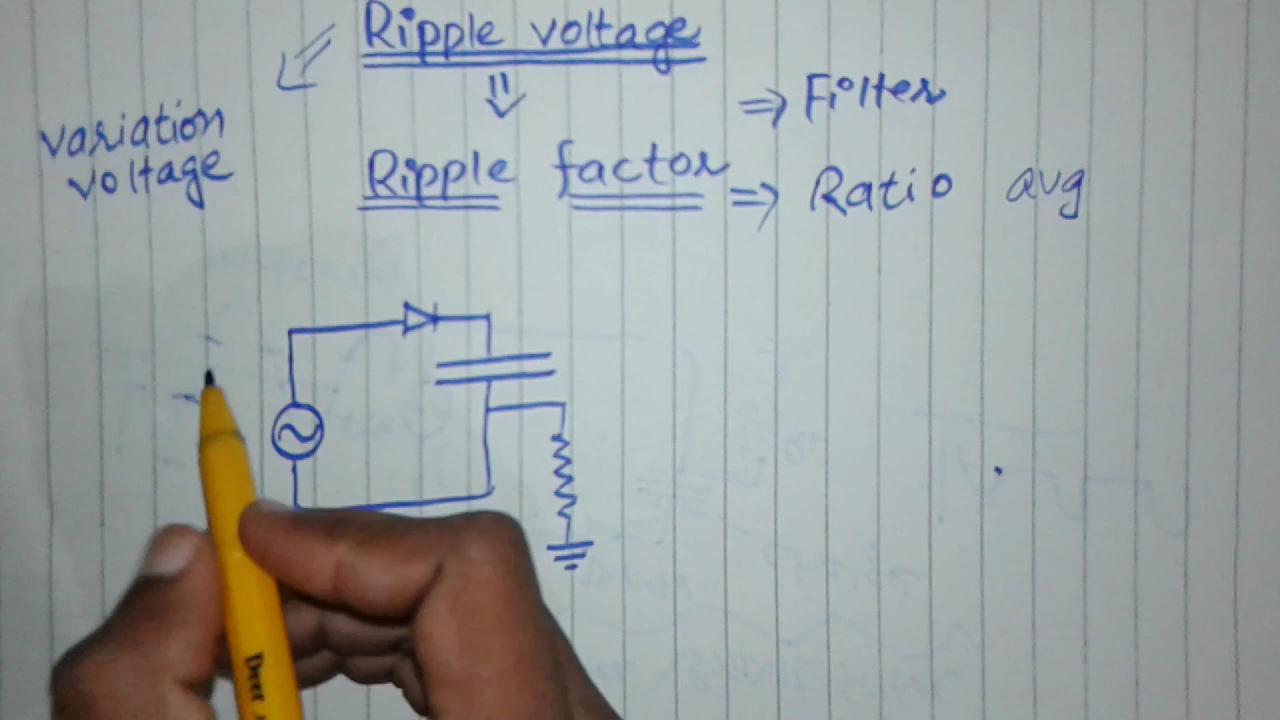 Ripple voltage
⇒ Filter
variation
voltage
Ripple factor ⇒ Ratio avg